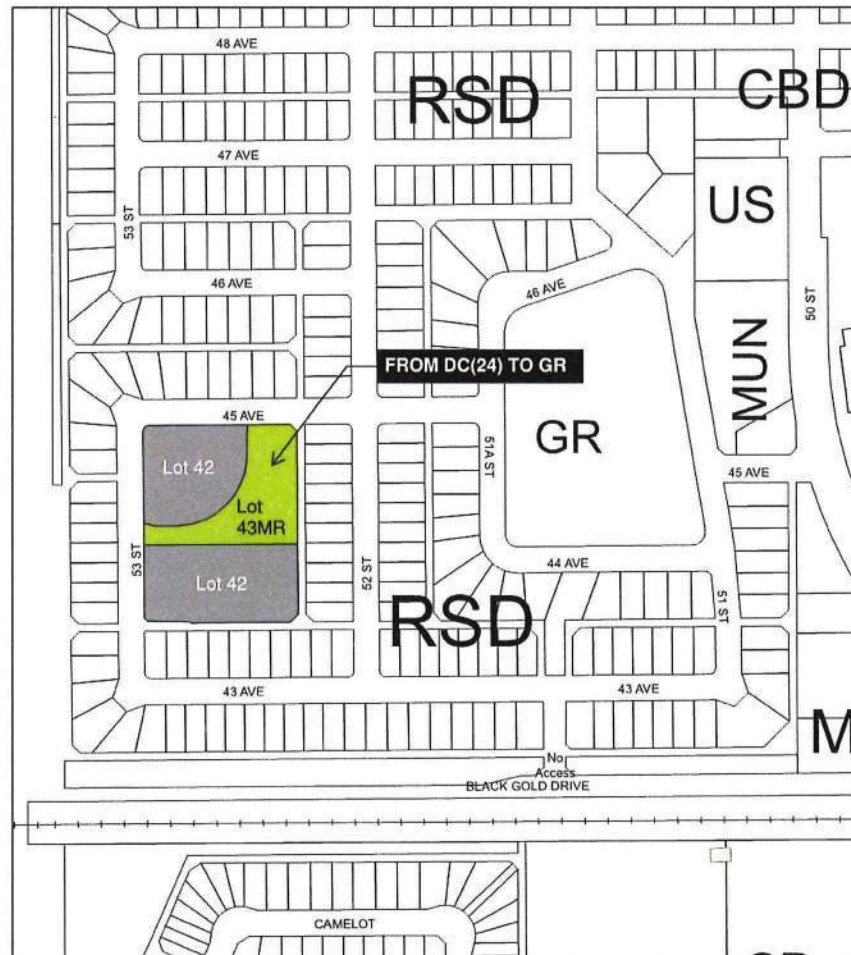 48 AVE
RSD
CBD
47 AVE
US
53 ST
46 AVE
46 AVE
50 ST
MUN
FROM DC(24) TO GR
45 AVE
GR
51A ST
Lot 42
45 AVE
Lot
43MR
53 ST
Lot 42
52 ST
44 AVE
51 ST
RSD
43 AVE
43 AVE
M
No
Access
BLACK GOLD DRIVE
CAMELOT